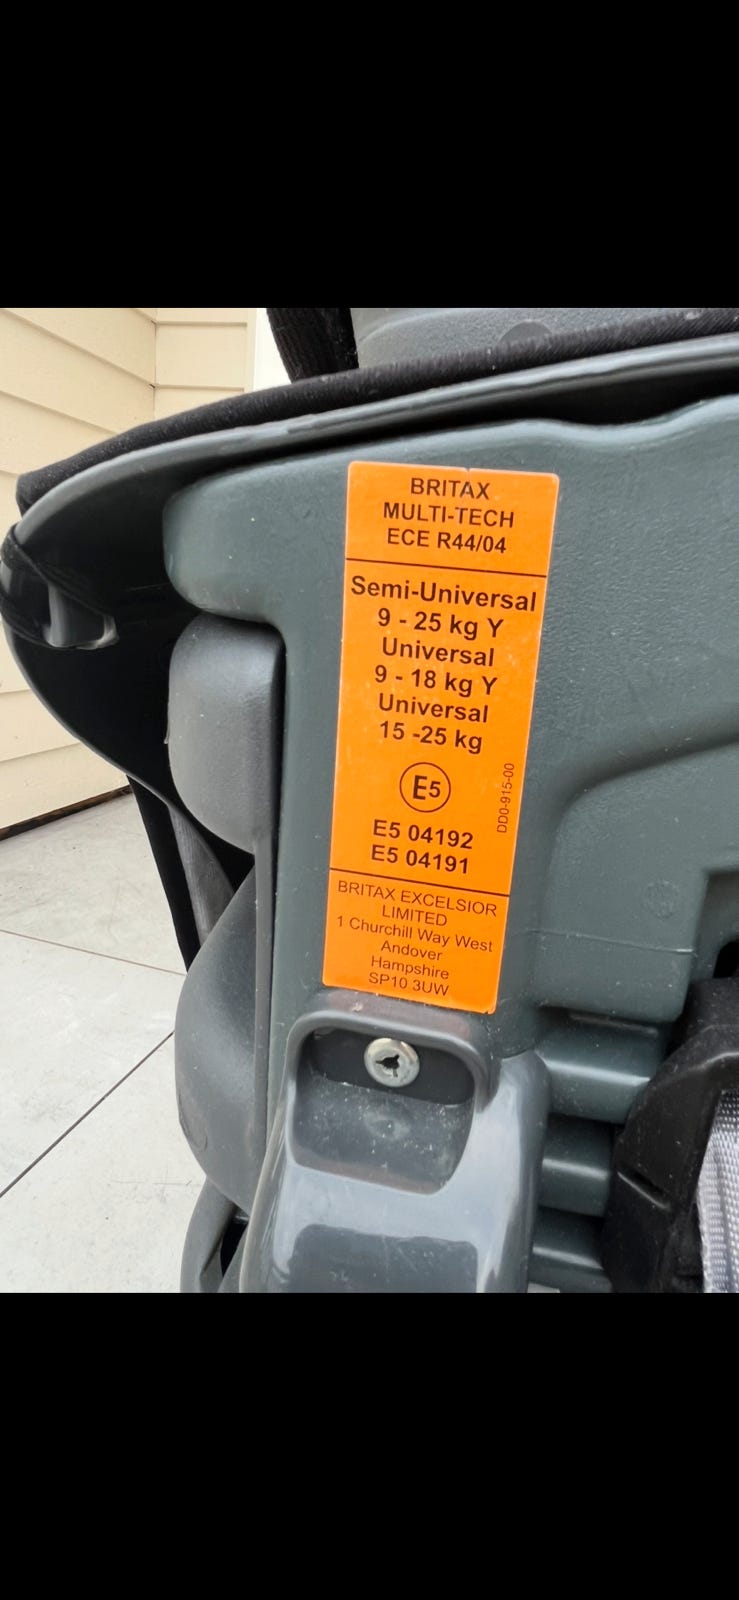 BRITAX
MULTI-TECH
ECE R44/04
Semi-Universal
9 - 25 kg Y
Universal
9 - 18 kg Y
Universal
15 -25 kg
E5
DD0-915-00
E5 04192
E5 04191
BRITAX EXCELSIOR
LIMITED
1 Churchill Way West
Andover
Hampshire
SP10 3UW